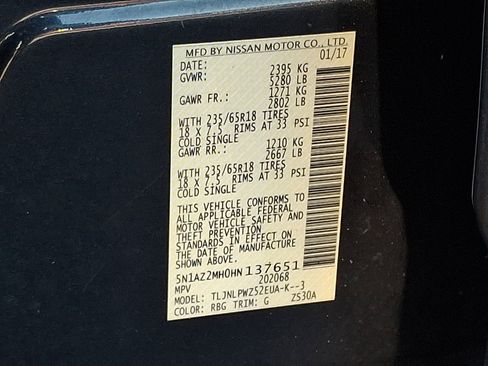 MFD BY NISSAN MOTOR CO., LTD.
DATE: 01/17
GVWR: 2395 KG
5280 LB
GAWR FR.: 1271 KG
2802 LB
WITH 235/65R18 TIRES
18 X 7.5 RIMS AT 33 PSI
COLD SINGLE
GAWR RR.: 1210 KG
2667 LB
WITH 235/65R18 TIRES
18 X 7.5 RIMS AT 33 PSI
COLD SINGLE
THIS VEHICLE CONFORMS TO
ALL APPLICABLE FEDERAL
MOTOR VEHICLE SAFETY AND
THEFT PREVENTION
STANDARDS IN EFFECT ON
THE DATE OF MANUFACTURE
SHOWN ABOVE.
5N1AZ2MH0HN137651
MPV 202068
MODEL: TLJNLPWZ52EUA-K--3
COLOR: RBG TRIM: G ZS30A